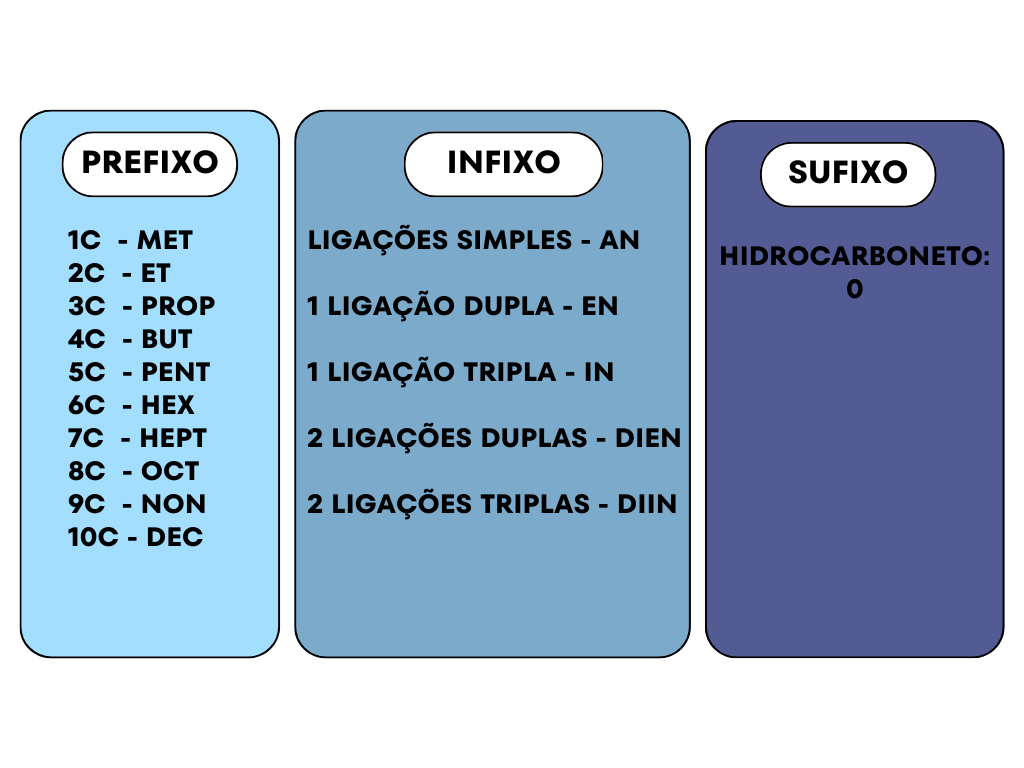 PREFIXO
1C - MET
2C - ET
3C - PROP
4C - BUT
5C - PENT
6C - HEX
7C - HEPT
8C - OCT
9C - NON
10C - DEC
INFIXO
LIGAÇÕES SIMPLES - AN
1 LIGAÇÃO DUPLA - EN
1 LIGAÇÃO TRIPLA - IN
2 LIGAÇÕES DUPLAS - DIEN
2 LIGAÇÕES TRIPLAS - DIIN
SUFIXO
HIDROCARBONETO:
O